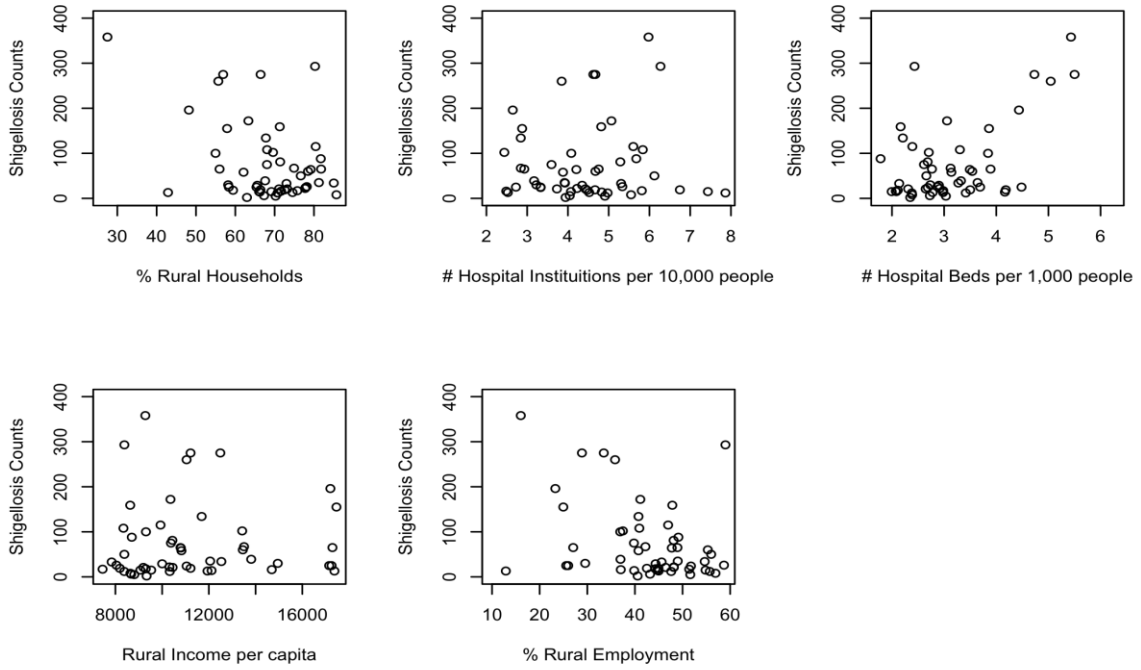 Shigellosis Counts
400
300
200
100
0
30 40 50 60 70 80
% Rural Households
Shigellosis Counts
400
300
200
100
0
2 3 4 5 6 7 8
# Hospital Instituitions per 10,000 people
Shigellosis Counts
400
300
200
100
0
2 3 4 5 6
# Hospital Beds per 1,000 people
Shigellosis Counts
400
300
200
100
0
8000 12000 16000
Rural Income per capita
Shigellosis Counts
400
300
200
100
0
10 20 30 40 50 60
% Rural Employment